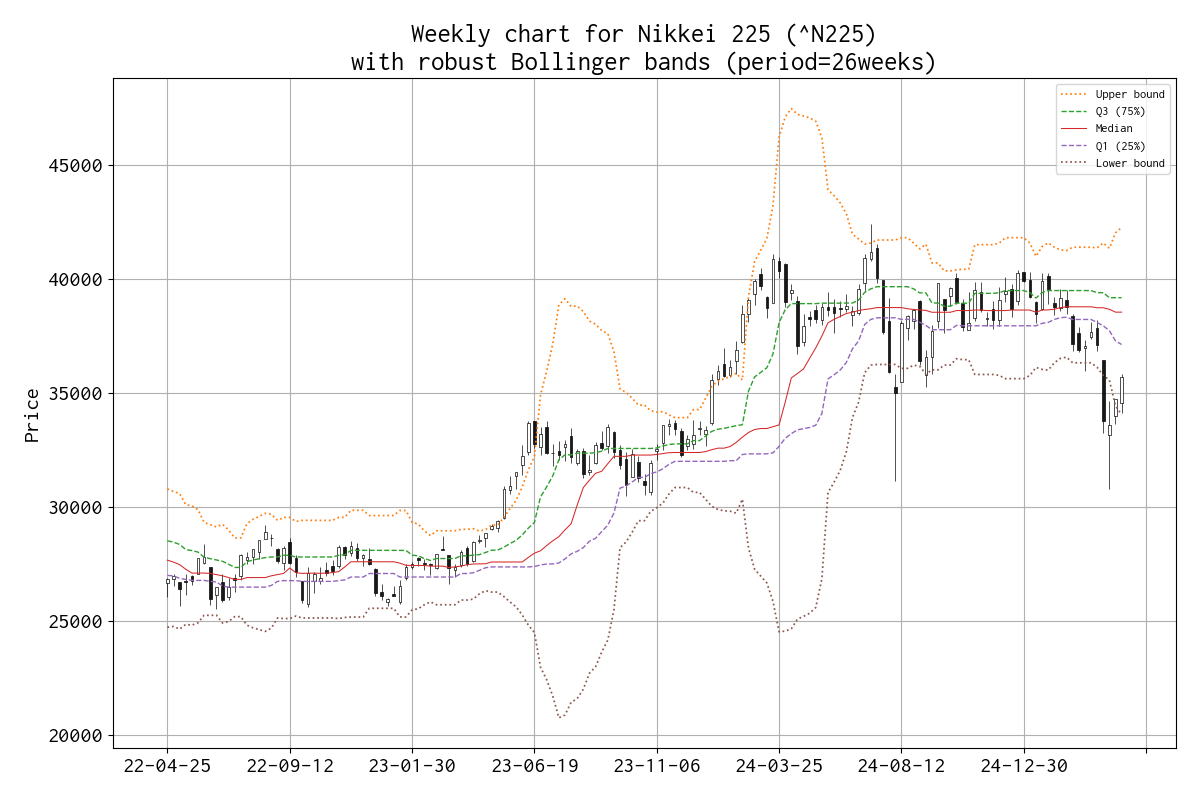 Weekly chart for Nikkei 225 (^N225)
with robust Bollinger bands (period=26weeks)
Upper bound
Q3 (75%)
Median
Q1 (25%)
Lower bound
Price
45000
40000
35000
30000
25000
20000
22-04-25
22-09-12
23-01-30
23-06-19
23-11-06
24-03-25
24-08-12
24-12-30